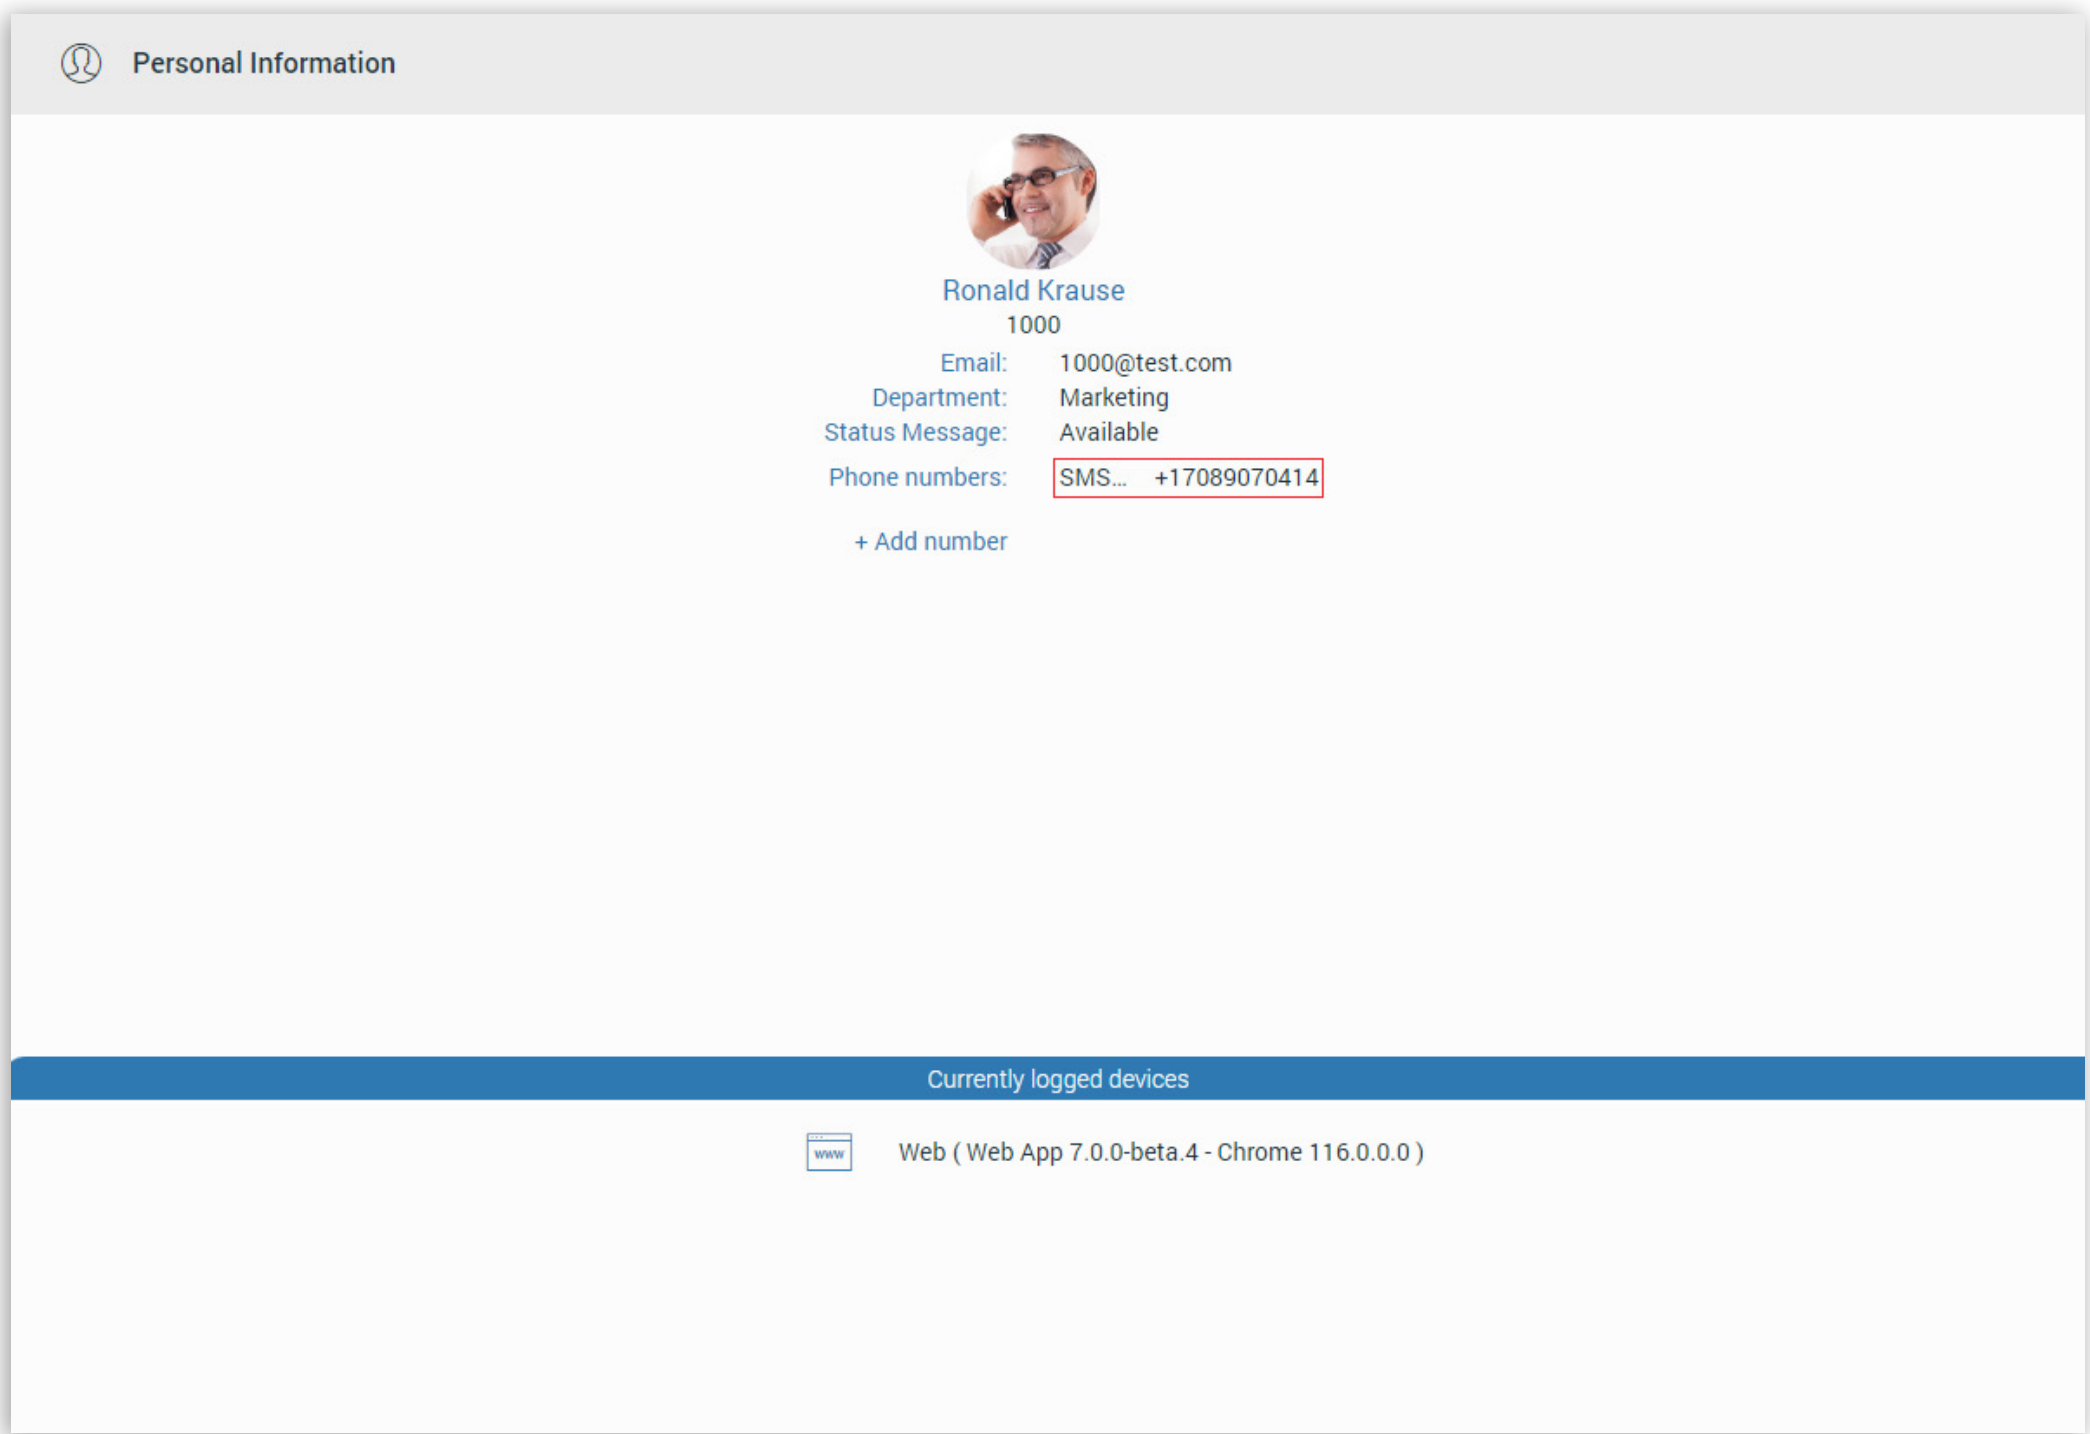 Personal Information
Ronald Krause
1000
Email: 1000@test.com
Department: Marketing
Status Message: Available
Phone numbers: SMS... +17089070414
+ Add number
Currently logged devices
www Web ( Web App 7.0.0-beta.4 - Chrome 116.0.0.0 )